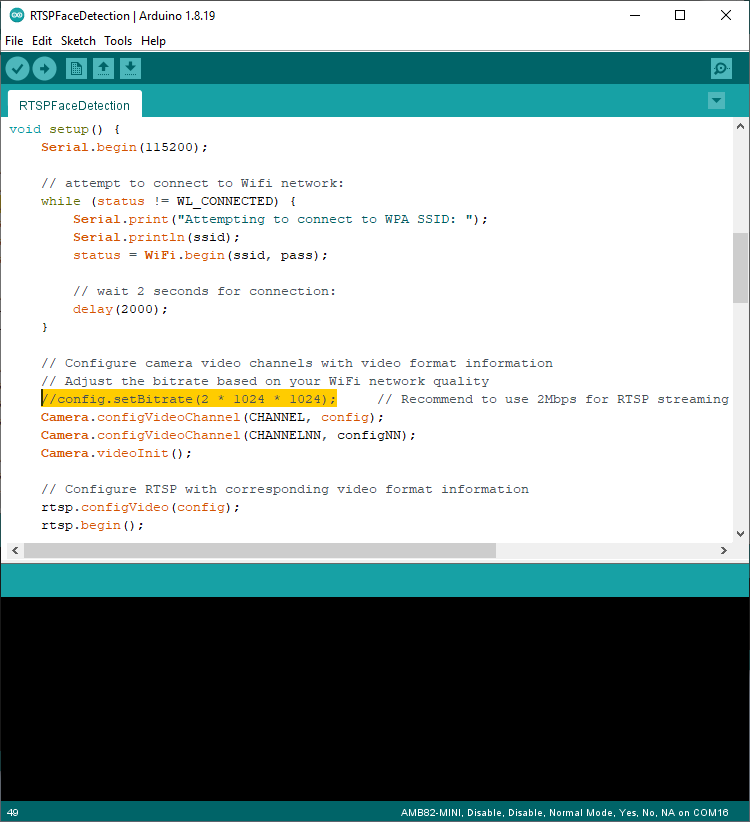 RTSPFaceDetection | Arduino 1.8.19
File Edit Sketch Tools Help
RTSPFaceDetection
void setup() {
    Serial.begin(115200);

    // attempt to connect to Wifi network:
    while (status != WL_CONNECTED) {
        Serial.print("Attempting to connect to WPA SSID: ");
        Serial.println(ssid);
        status = WiFi.begin(ssid, pass);

        // wait 2 seconds for connection:
        delay(2000);
    }

    // Configure camera video channels with video format information
    // Adjust the bitrate based on your WiFi network quality
    //config.setBitrate(2 * 1024 * 1024);     // Recommend to use 2Mbps for RTSP streaming
    Camera.configVideoChannel(CHANNEL, config);
    Camera.configVideoChannel(CHANNELNN, configNN);
    Camera.videoInit();

    // Configure RTSP with corresponding video format information
    rtsp.configVideo(config);
    rtsp.begin();
49
AMB82-MINI, Disable, Disable, Normal Mode, Yes, No, NA on COM16